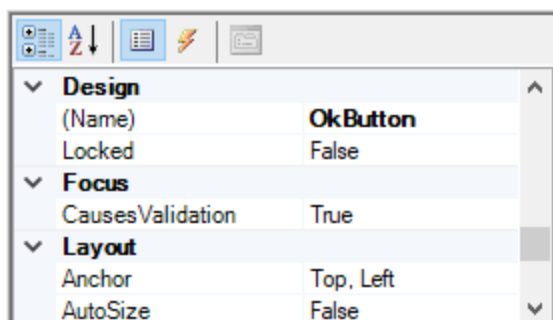 A
Z
Design
(Name) OkButton
Locked False
Focus
CausesValidation True
Layout
Anchor Top, Left
AutoSize False